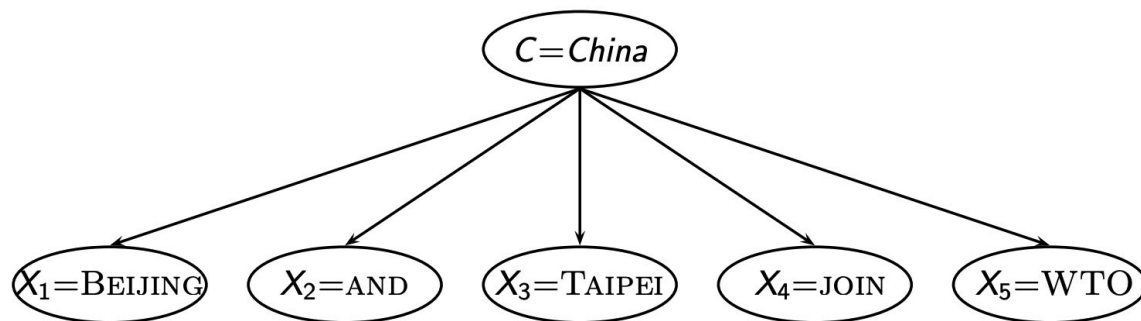 C=China
X₁=BEIJING X₂=AND X₃=TAIPEI X₄=JOIN X₅=WTO